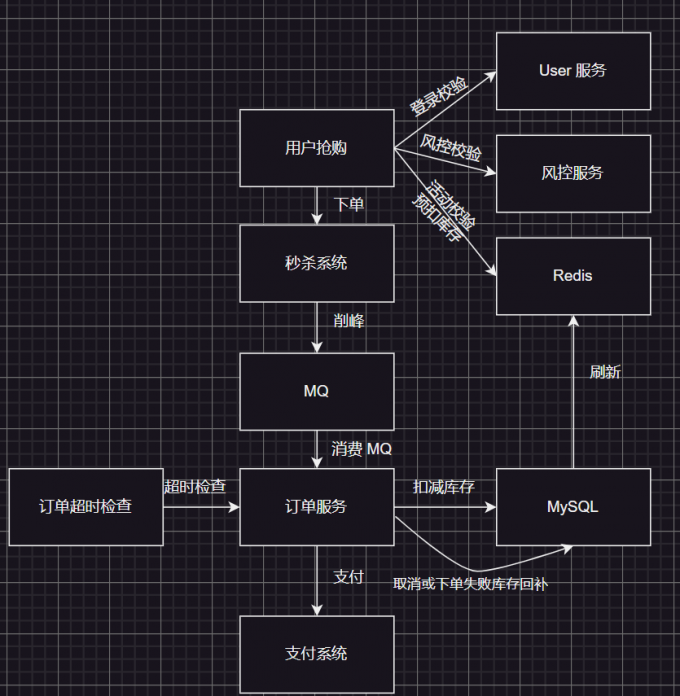 User 服务
登录校验
用户抢购
风控校验
风控服务
活动校验
预扣库存
下单
秒杀系统
Redis
削峰
刷新
MQ
消费 MQ
订单超时检查
超时检查
订单服务
扣减库存
MySQL
支付
取消或下单失败库存回补
支付系统